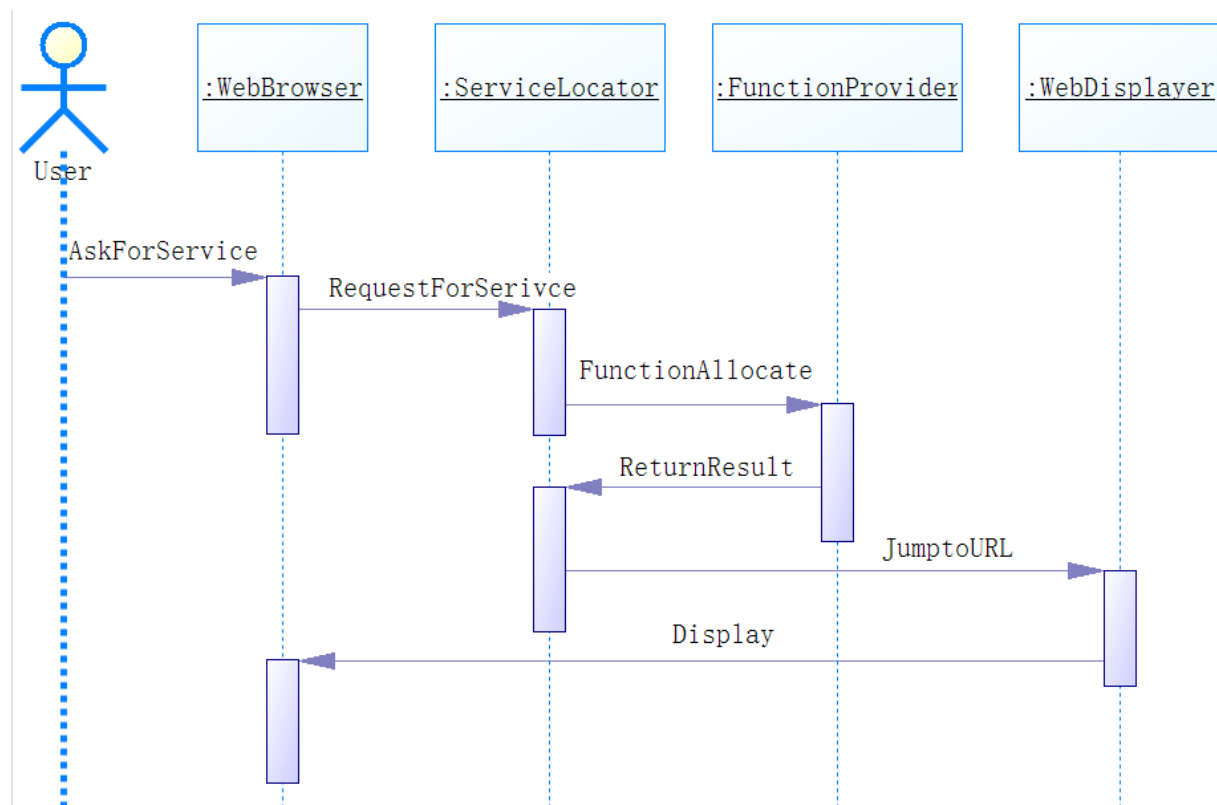 :WebBrowser
:ServiceLocator
:FunctionProvider
:WebDisplayer
User
AskForService
RequestForSerivce
FunctionAllocate
ReturnResult
JumptoURL
Display